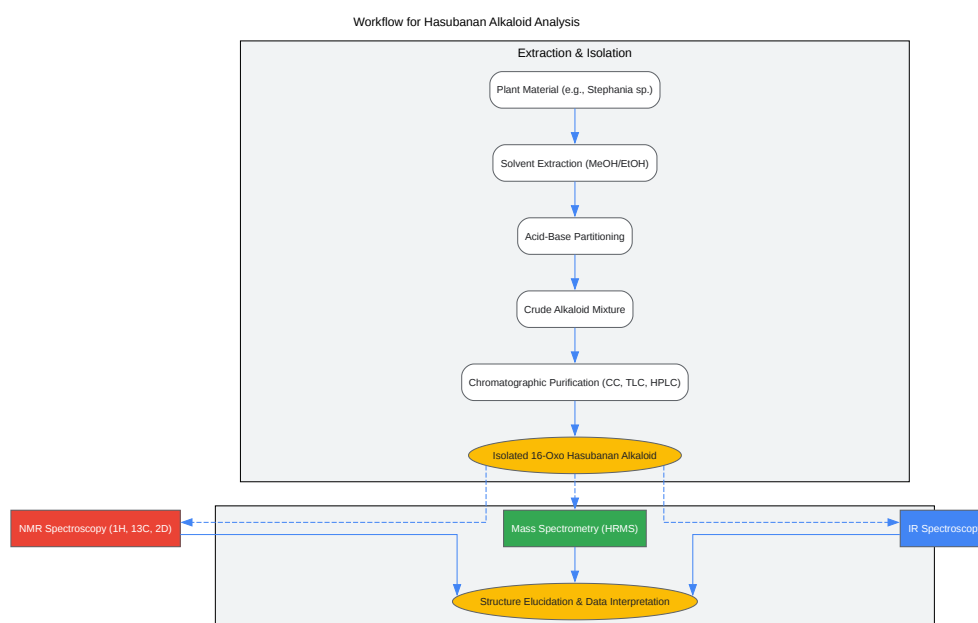 Workflow for Hasubanan Alkaloid Analysis
Extraction & Isolation
Plant Material (e.g., Stephania sp.)
Solvent Extraction (MeOH/EtOH)
Acid-Base Partitioning
Crude Alkaloid Mixture
Chromatographic Purification (CC, TLC, HPLC)
Isolated 16-Oxo Hasubanan Alkaloid
NMR Spectroscopy (1H, 13C, 2D)
Mass Spectrometry (HRMS)
IR Spectroscop
Structure Elucidation & Data Interpretation